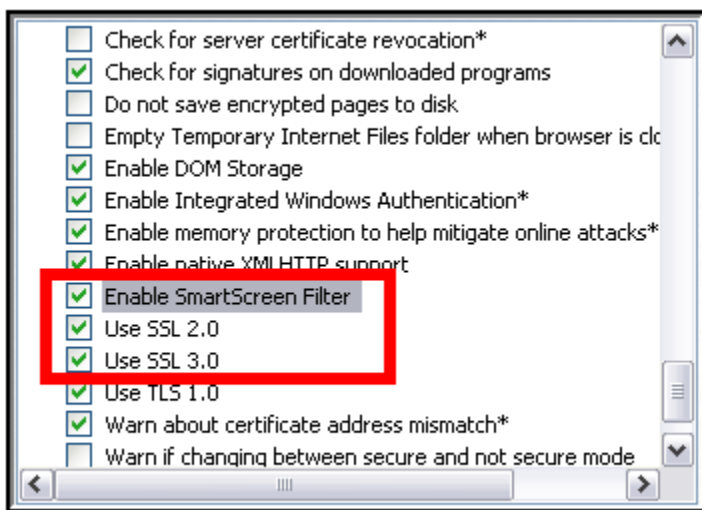 Check for server certificate revocation*
Check for signatures on downloaded programs
Do not save encrypted pages to disk
Empty Temporary Internet Files folder when browser is clo
Enable DOM Storage
Enable Integrated Windows Authentication*
Enable memory protection to help mitigate online attacks*
Enable native XMLHTTP support
Enable SmartScreen Filter
Use SSL 2.0
Use SSL 3.0
Use TLS 1.0
Warn about certificate address mismatch*
Warn if changing between secure and not secure mode